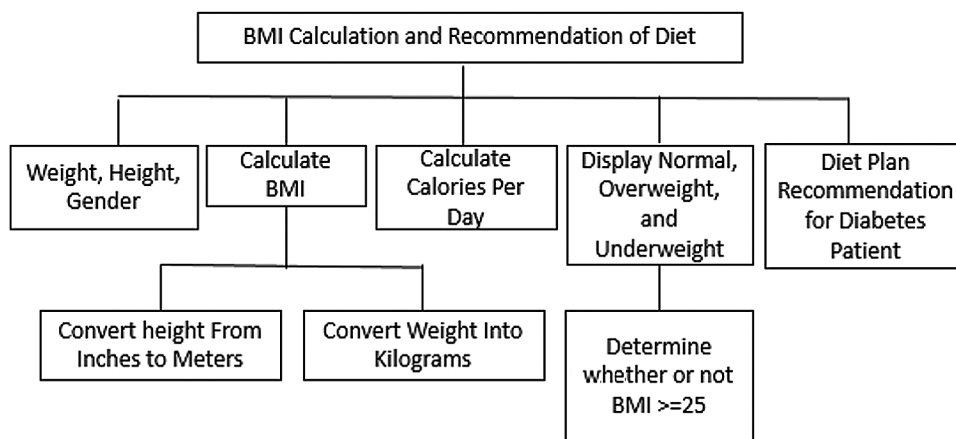 BMI Calculation and Recommendation of Diet
Weight, Height,
Gender
Calculate
BMI
Calculate
Calories Per
Day
Display Normal,
Overweight,
and
Underweight
Diet Plan
Recommendation
for Diabetes
Patient
Convert height From
Inches to Meters
Convert Weight Into
Kilograms
Determine
whether or not
BMI >=25